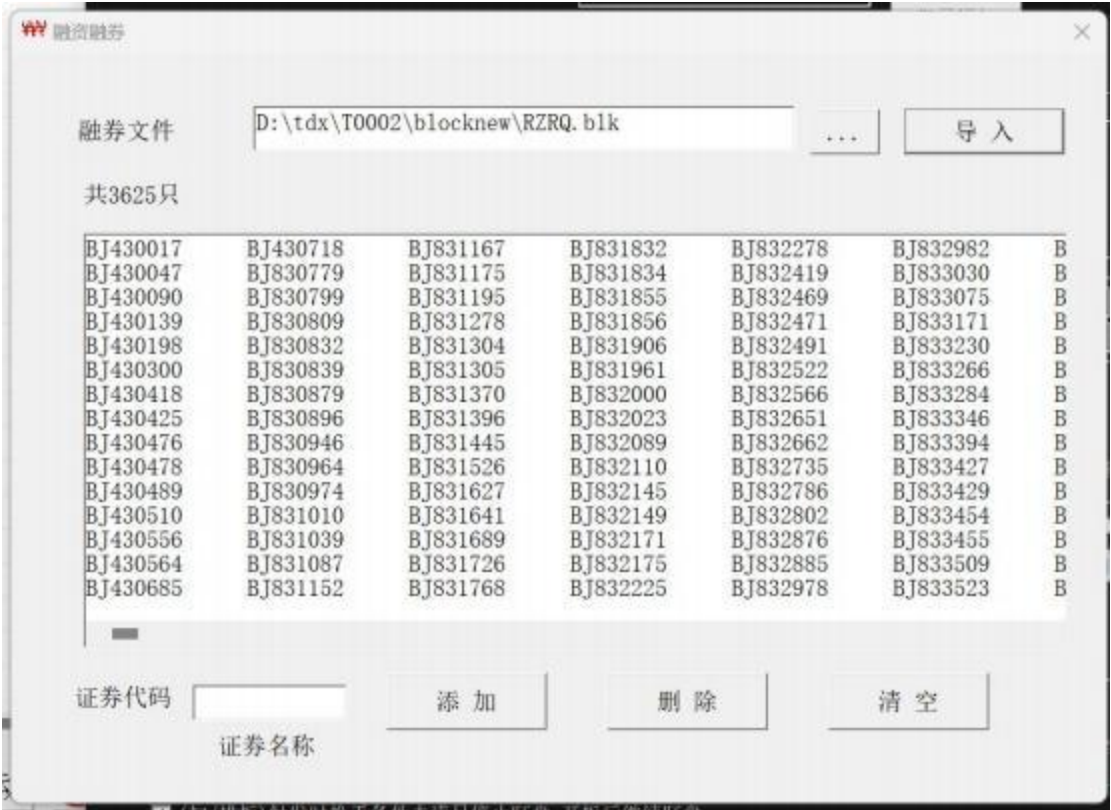 融资融券
融券文件 D:\tdx\T0002\blocknew\RZRQ.blk ... 导入
共3625只
BJ430017 BJ430718 BJ831167 BJ831832 BJ832278 BJ832982 B
BJ430047 BJ830779 BJ831175 BJ831834 BJ832419 BJ833030 B
BJ430090 BJ830799 BJ831195 BJ831855 BJ832469 BJ833075 B
BJ430139 BJ830809 BJ831278 BJ831856 BJ832471 BJ833171 B
BJ430198 BJ830832 BJ831304 BJ831906 BJ832491 BJ833230 B
BJ430300 BJ830839 BJ831305 BJ831961 BJ832522 BJ833266 B
BJ430418 BJ830879 BJ831370 BJ832000 BJ832566 BJ833284 B
BJ430425 BJ830896 BJ831396 BJ832023 BJ832651 BJ833346 B
BJ430476 BJ830946 BJ831445 BJ832089 BJ832662 BJ833394 B
BJ430478 BJ830964 BJ831526 BJ832110 BJ832735 BJ833427 B
BJ430489 BJ830974 BJ831627 BJ832145 BJ832786 BJ833429 B
BJ430510 BJ831010 BJ831641 BJ832149 BJ832802 BJ833454 B
BJ430556 BJ831039 BJ831689 BJ832171 BJ832876 BJ833455 B
BJ430564 BJ831087 BJ831726 BJ832175 BJ832885 BJ833509 B
BJ430685 BJ831152 BJ831768 BJ832225 BJ832978 BJ833523 B
证券代码 添加 删除 清空
证券名称